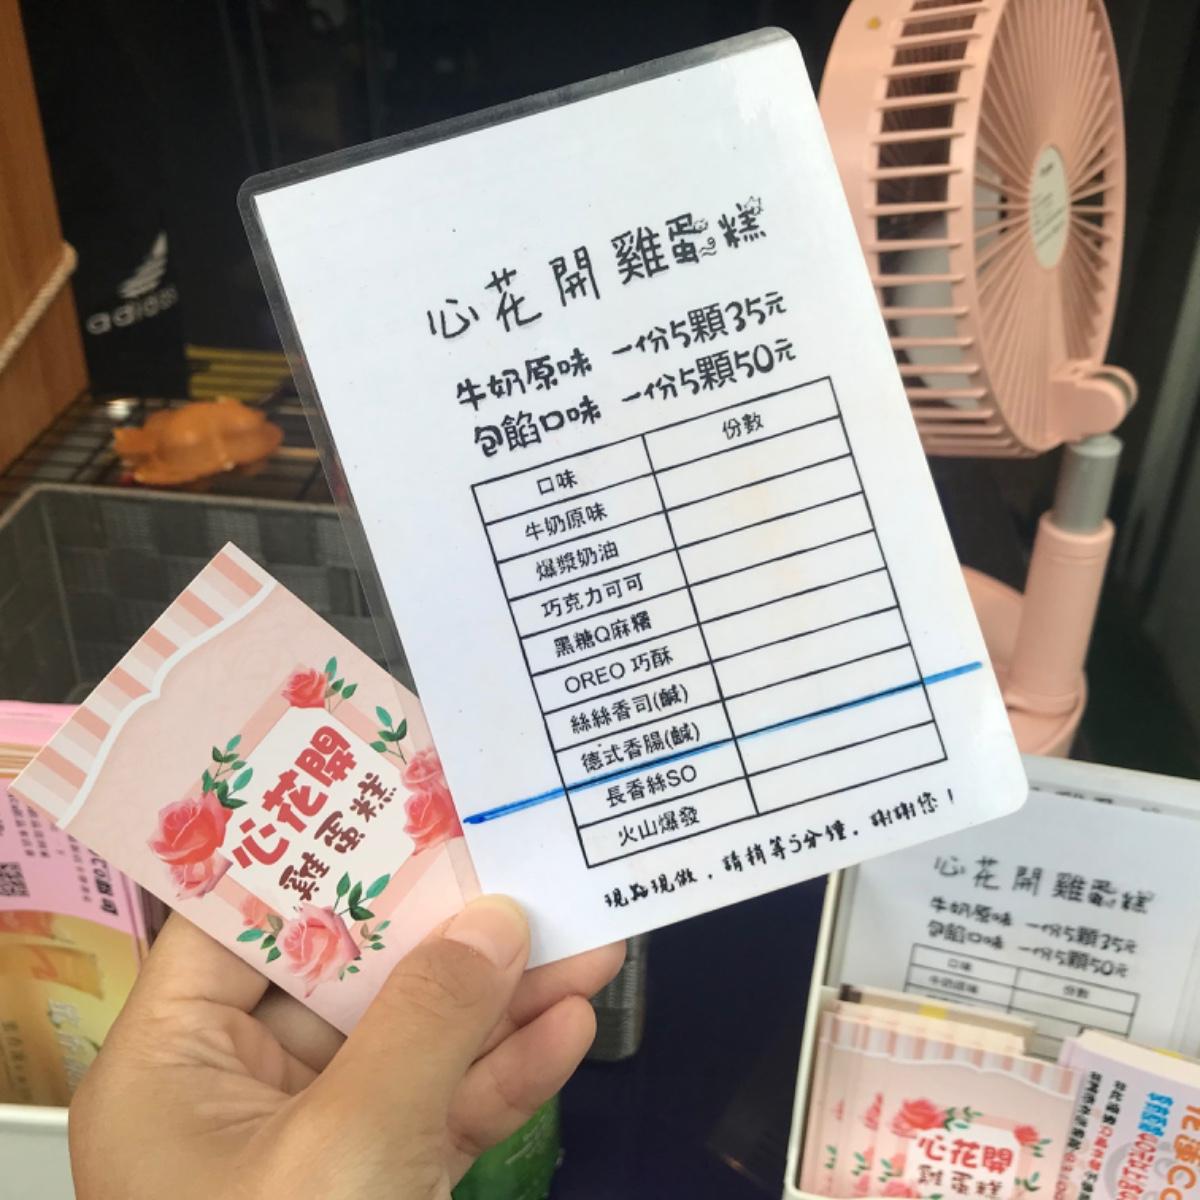 心花開雞蛋糕
牛奶原味 一份5顆35元
包餡口味 一份5顆50元
口味 份數
牛奶原味
爆漿奶油
巧克力可可
黑糖Q麻糬
OREO 巧酥
絲絲香司(鹹)
德式香腸(鹹)
長香絲SO
火山爆發
現點現做，請稍等5分鐘，謝謝您！
心花開
雞蛋糕
adidas
心花開雞蛋糕
牛奶原味 一份5顆35元
包餡口味 一份5顆50元
口味 份數
牛奶原味
心花開
雞蛋糕